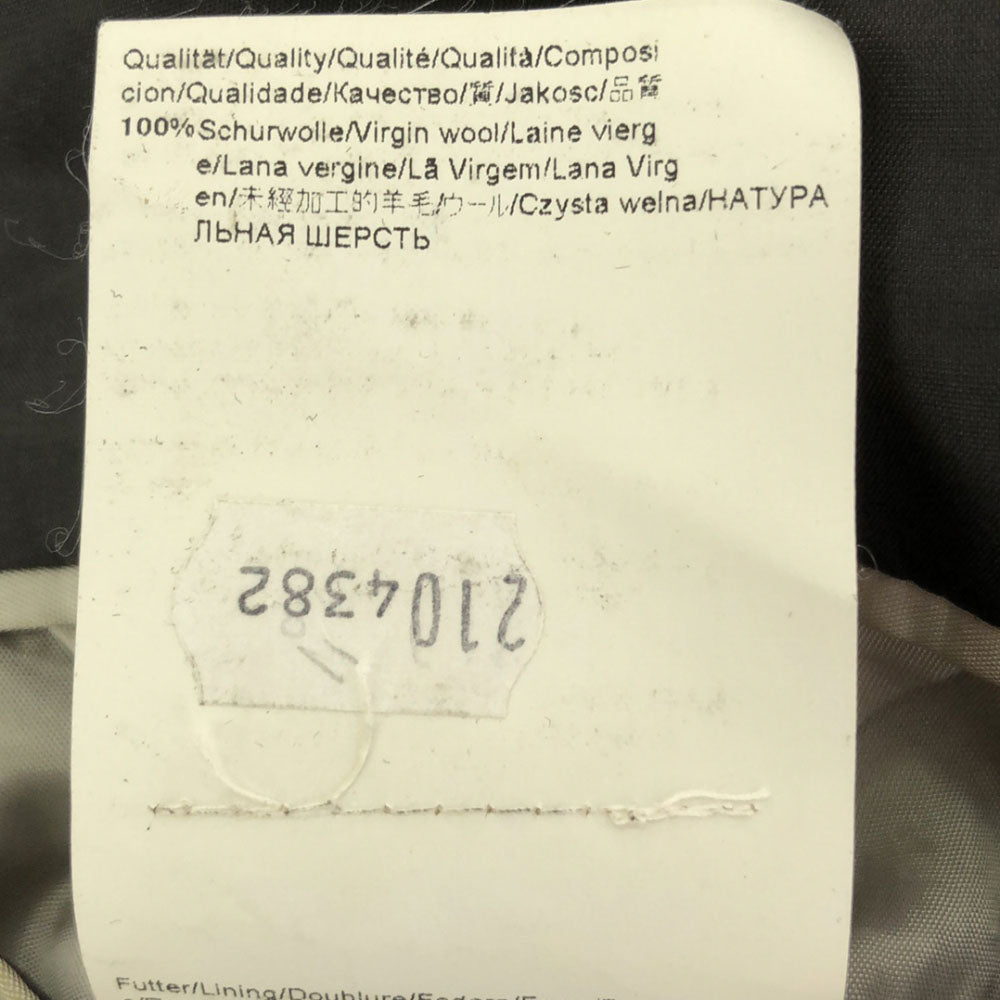 Qualität/Quality/Qualité/Qualità/Composi
cion/Qualidade/Качество/質/Jakosc/品質
100%Schurwolle/Virgin wool/Laine vierg
e/Lana vergine/Lã Virgem/Lana Virg
en/未經加工的羊毛/ウール/Czysta welna/НАТУРА
ЛЬНАЯ ШЕРСТЬ
2104382
Futter/Lining/Doublure/Fodera/